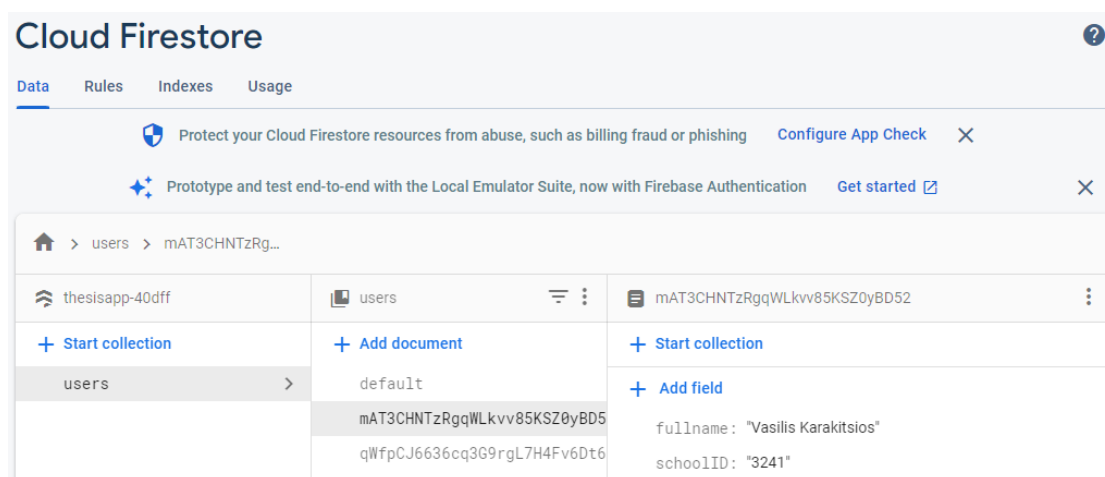 Cloud Firestore
Data Rules Indexes Usage
Protect your Cloud Firestore resources from abuse, such as billing fraud or phishing Configure App Check
Prototype and test end-to-end with the Local Emulator Suite, now with Firebase Authentication Get started
users > mAT3CHNTzRg...
thesisapp-40dff users mAT3CHNTzRgqWLkvv85KSZ0yBD52
+ Start collection + Add document + Start collection
users default + Add field
mAT3CHNTzRgqWLkvv85KSZ0yBD5 fullname: "Vasilis Karakitsios"
qWfpCJ6636cq3G9rgL7H4Fv6Dt6 schoolID: "3241"